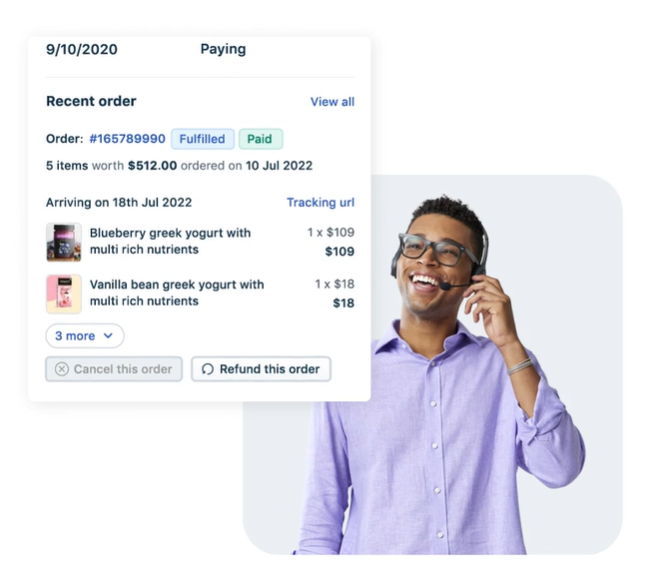 9/10/2020 Paying
Recent order View all
Order: #165789990 Fulfilled Paid
5 items worth $512.00 ordered on 10 Jul 2022
Arriving on 18th Jul 2022 Tracking url
Blueberry greek yogurt with 1 x $109
multi rich nutrients $109
Vanilla bean greek yogurt with 1 x $18
multi rich nutrients $18
3 more
Cancel this order Refund this order